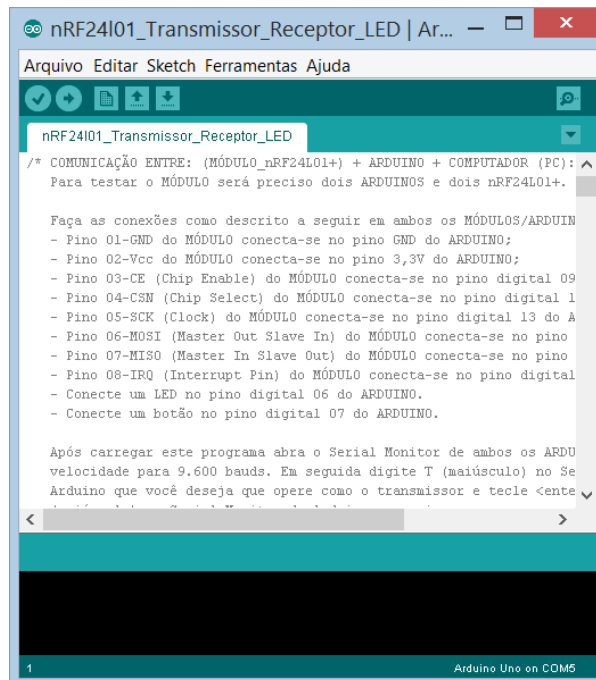 nRF24l01_Transmissor_Receptor_LED | Ar...
Arquivo Editar Sketch Ferramentas Ajuda
nRF24l01_Transmissor_Receptor_LED
/* COMUNICAÇÃO ENTRE: (MÓDULO_nRF24L01+) + ARDUINO + COMPUTADOR (PC):
Para testar o MÓDULO será preciso dois ARDUINOS e dois nRF24L01+.
Faça as conexões como descrito a seguir em ambos os MÓDULOS/ARDUIN
- Pino 01-GND do MÓDULO conecta-se no pino GND do ARDUINO;
- Pino 02-Vcc do MÓDULO conecta-se no pino 3,3V do ARDUINO;
- Pino 03-CE (Chip Enable) do MÓDULO conecta-se no pino digital 09
- Pino 04-CSN (Chip Select) do MÓDULO conecta-se no pino digital 1
- Pino 05-SCK (Clock) do MÓDULO conecta-se no pino digital 13 do A
- Pino 06-MOSI (Master Out Slave In) do MÓDULO conecta-se no pino
- Pino 07-MISO (Master In Slave Out) do MÓDULO conecta-se no pino
- Pino 08-IRQ (Interrupt Pin) do MÓDULO conecta-se no pino digital
- Conecte um LED no pino digital 06 do ARDUINO.
- Conecte um botão no pino digital 07 do ARDUINO.
Após carregar este programa abra o Serial Monitor de ambos os ARDU
velocidade para 9.600 bauds. Em seguida digite T (maiúsculo) no Se
Arduino que você deseja que opere como o transmissor e tecle <ente
1
Arduino Uno on COM5